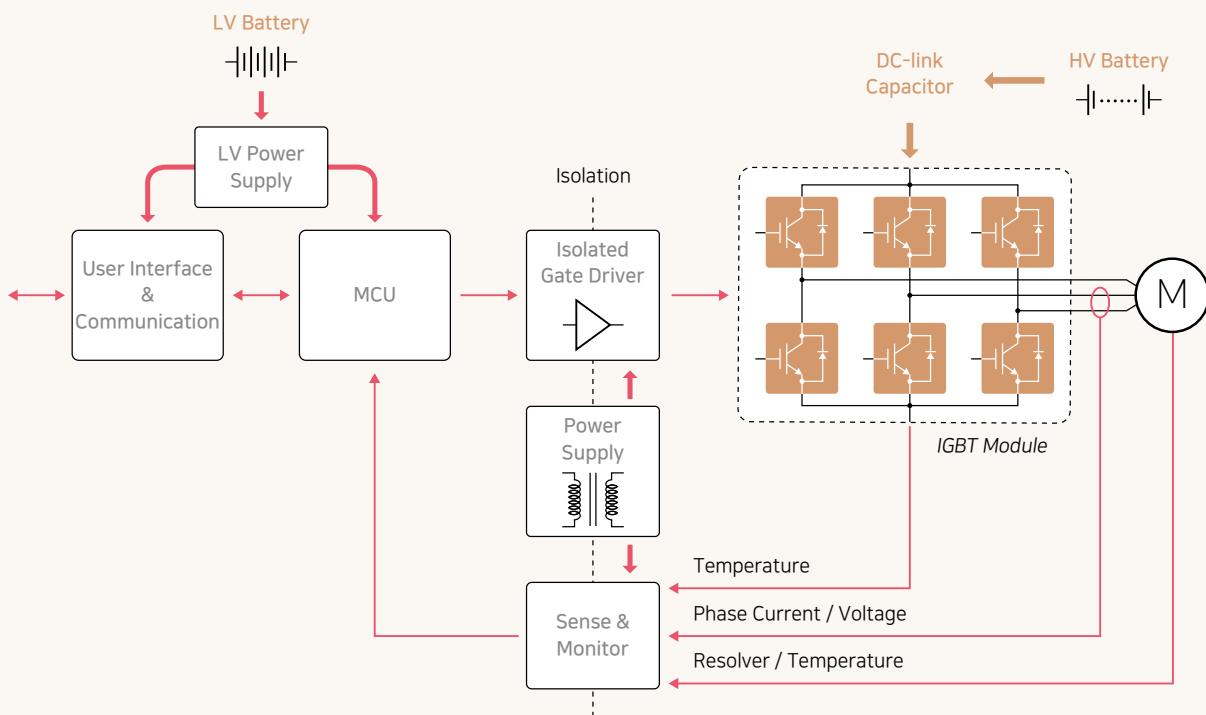 LV Battery
DC-link
Capacitor
HV Battery
LV Power
Supply
Isolation
User Interface
&
Communication
MCU
Isolated
Gate Driver
M
Power
Supply
IGBT Module
Temperature
Phase Current / Voltage
Sense &
Monitor
Resolver / Temperature